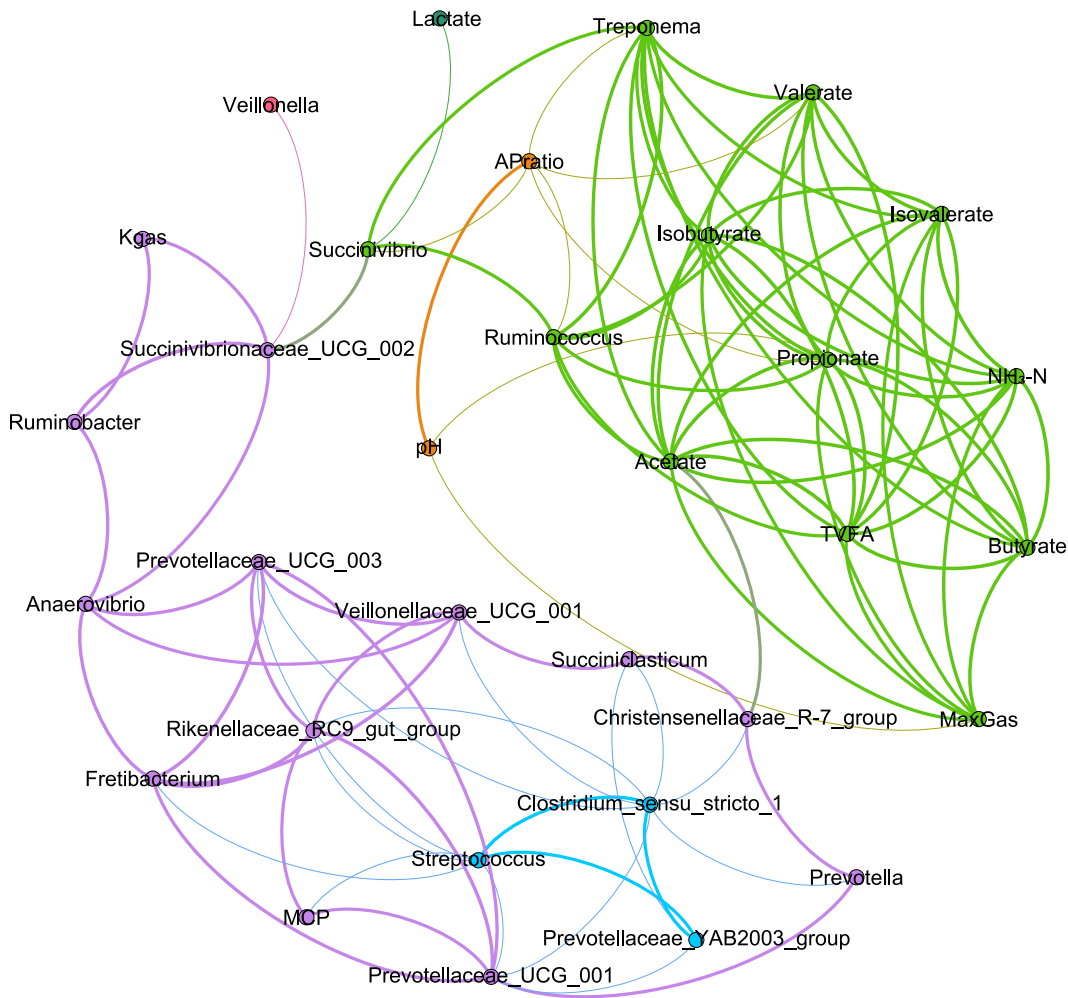 Lactate
Treponema
Valerate
Veillonella
APratio
Isovalerate
Kgas
Isobutyrate
Succinivibrio
Ruminococcus
Succinivibrionaceae_UCG_002
Propionate
NH₃-N
Ruminobacter
pH
Acetate
TVFA
Butyrate
Prevotellaceae_UCG_003
Anaerovibrio
Veillonellaceae_UCG_001
Succiniclasticum
Rikenellaceae_RC9_gut_group
Christensenellaceae_R-7_group
MaxGas
Fretibacterium
Clostridium_sensu_stricto_1
Streptococcus
Prevotella
MCP
Prevotellaceae_YAB2003_group
Prevotellaceae_UCG_001